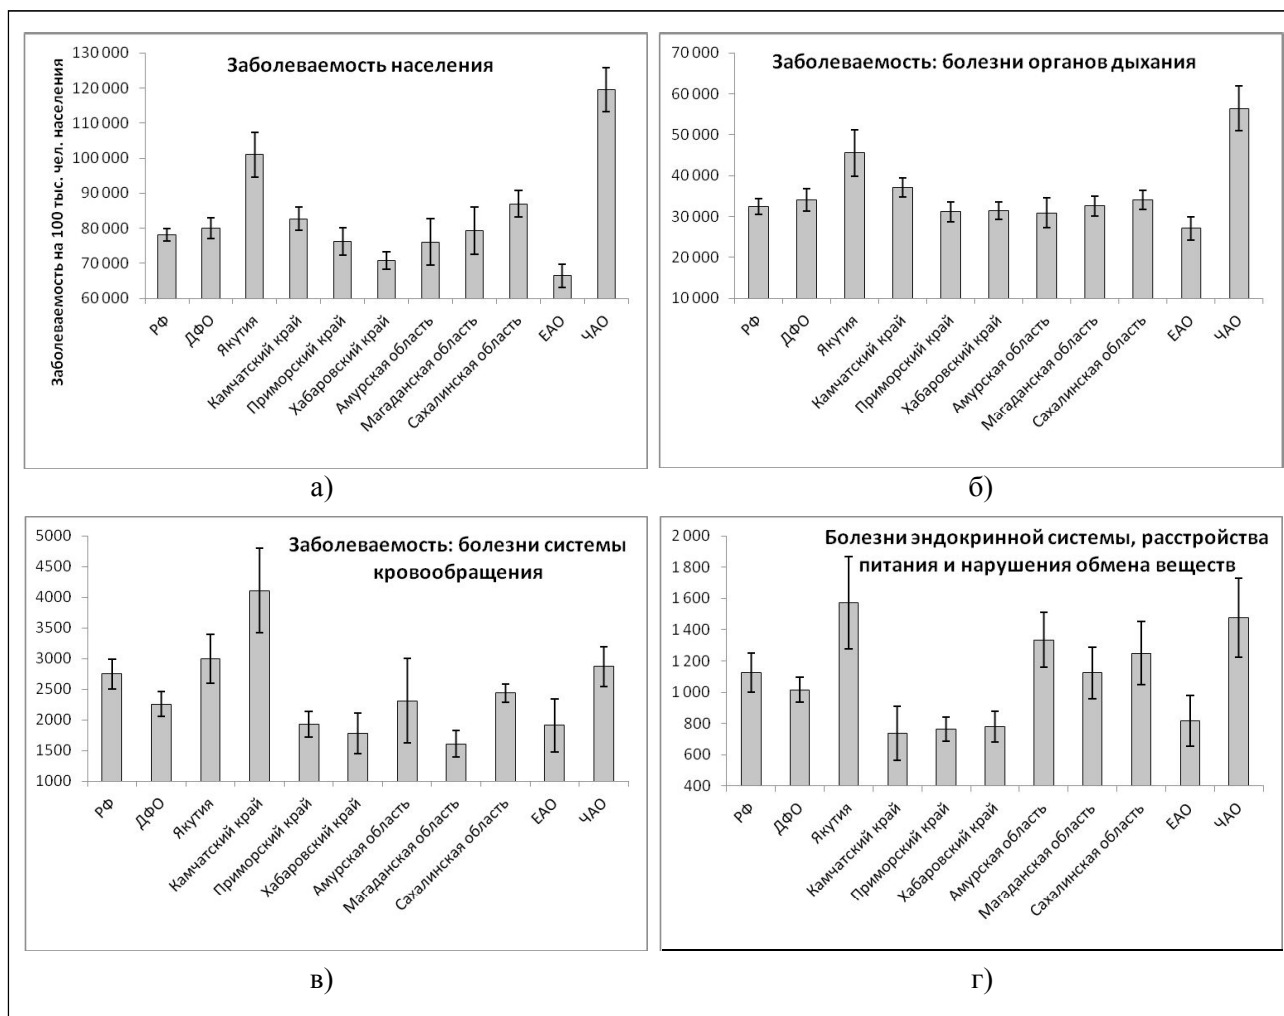 Заболеваемость населения
Заболеваемость на 100 тыс. чел. населения
130 000
120 000
110 000
100 000
90 000
80 000
70 000
60 000
РФ
ДФО
Якутия
Камчатский край
Приморский край
Хабаровский край
Амурская область
Магаданская область
Сахалинская область
ЕАО
ЧАО
а)
Заболеваемость: болезни органов дыхания
70 000
60 000
50 000
40 000
30 000
20 000
10 000
РФ
ДФО
Якутия
Камчатский край
Приморский край
Хабаровский край
Амурская область
Магаданская область
Сахалинская область
ЕАО
ЧАО
б)
Заболеваемость: болезни системы
кровообращения
5000
4500
4000
3500
3000
2500
2000
1500
1000
РФ
ДФО
Якутия
Камчатский край
Приморский край
Хабаровский край
Амурская область
Магаданская область
Сахалинская область
ЕАО
ЧАО
в)
Болезни эндокринной системы, расстройства
питания и нарушения обмена веществ
2 000
1 800
1 600
1 400
1 200
1 000
800
600
400
РФ
ДФО
Якутия
Камчатский край
Приморский край
Хабаровский край
Амурская область
Магаданская область
Сахалинская область
ЕАО
ЧАО
г)